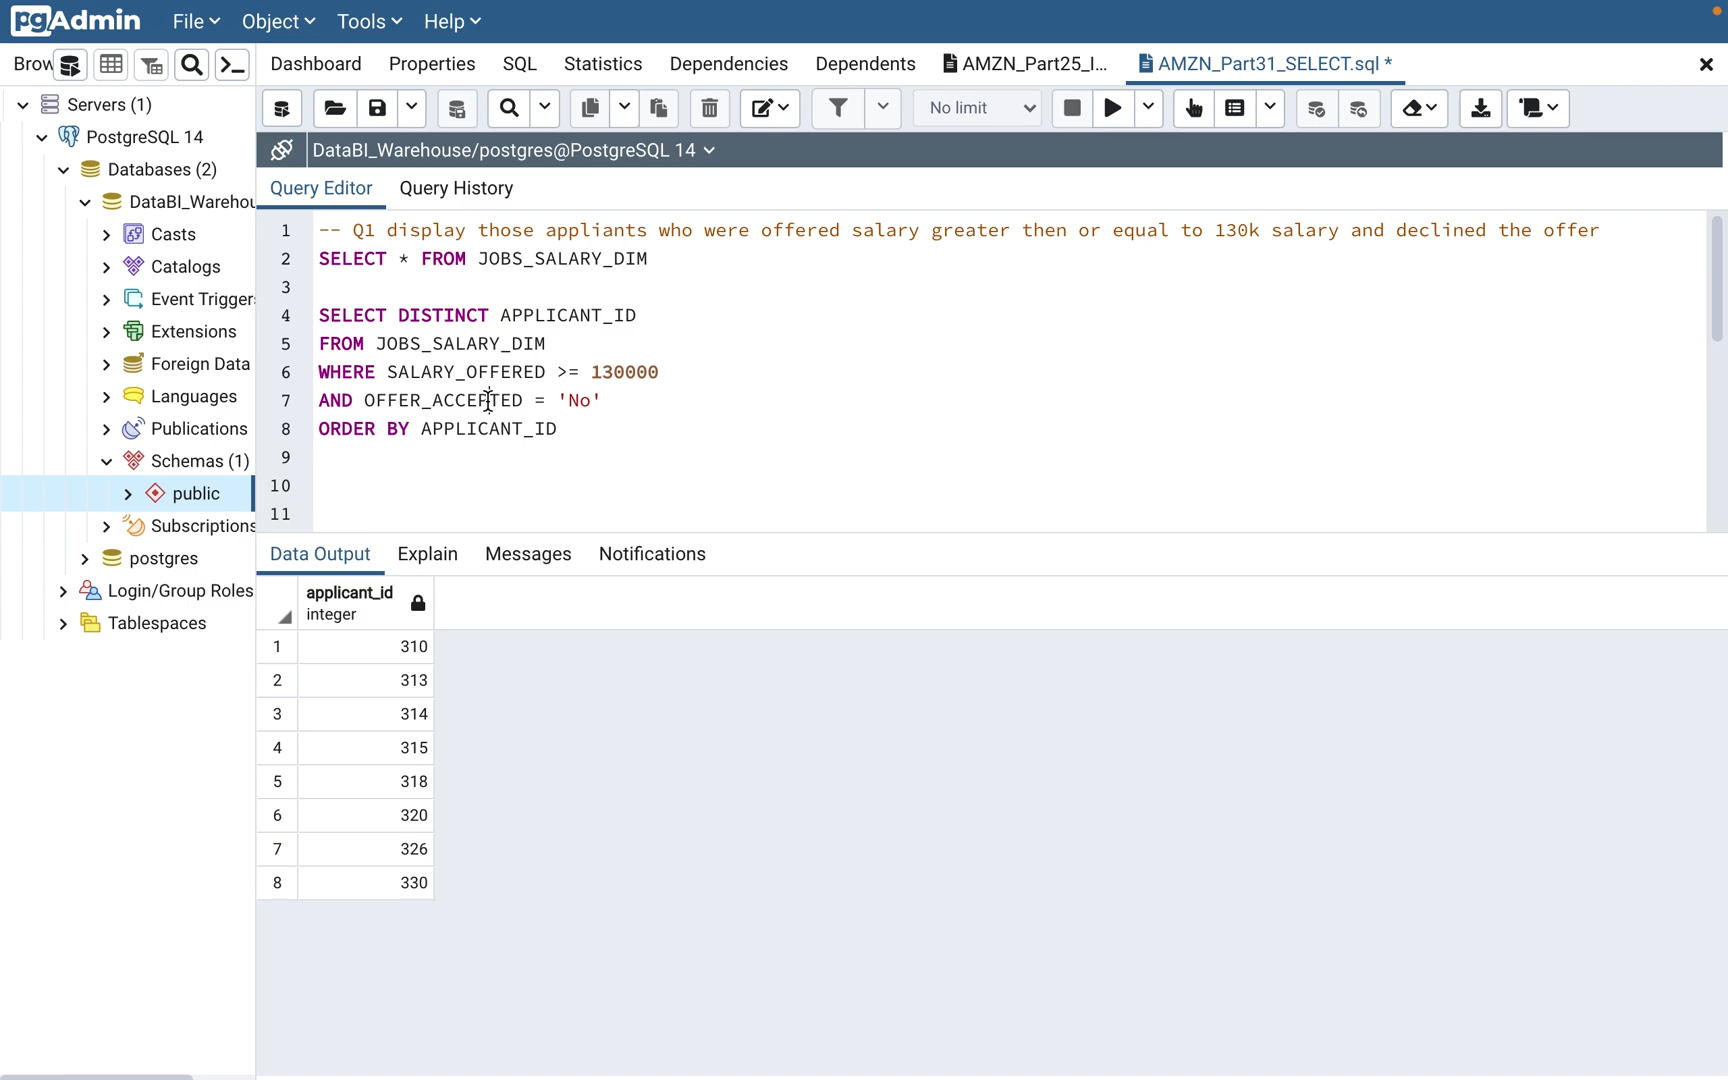 pgAdmin File Object Tools Help
Brow Dashboard Properties SQL Statistics Dependencies Dependents AMZN_Part25_I... AMZN_Part31_SELECT.sql *
No limit
DataBI_Warehouse/postgres@PostgreSQL 14
Query Editor Query History
Servers (1)
PostgreSQL 14
Databases (2)
DataBI_Warehou
Casts
Catalogs
Event Trigger
Extensions
Foreign Data
Languages
Publications
Schemas (1)
public
Subscriptions
postgres
Login/Group Roles
Tablespaces
1 -- Q1 display those appliants who were offered salary greater then or equal to 130k salary and declined the offer
2 SELECT * FROM JOBS_SALARY_DIM
3
4 SELECT DISTINCT APPLICANT_ID
5 FROM JOBS_SALARY_DIM
6 WHERE SALARY_OFFERED >= 130000
7 AND OFFER_ACCEPTED = 'No'
8 ORDER BY APPLICANT_ID
9
10
11
Data Output Explain Messages Notifications
applicant_id
integer
1 310
2 313
3 314
4 315
5 318
6 320
7 326
8 330